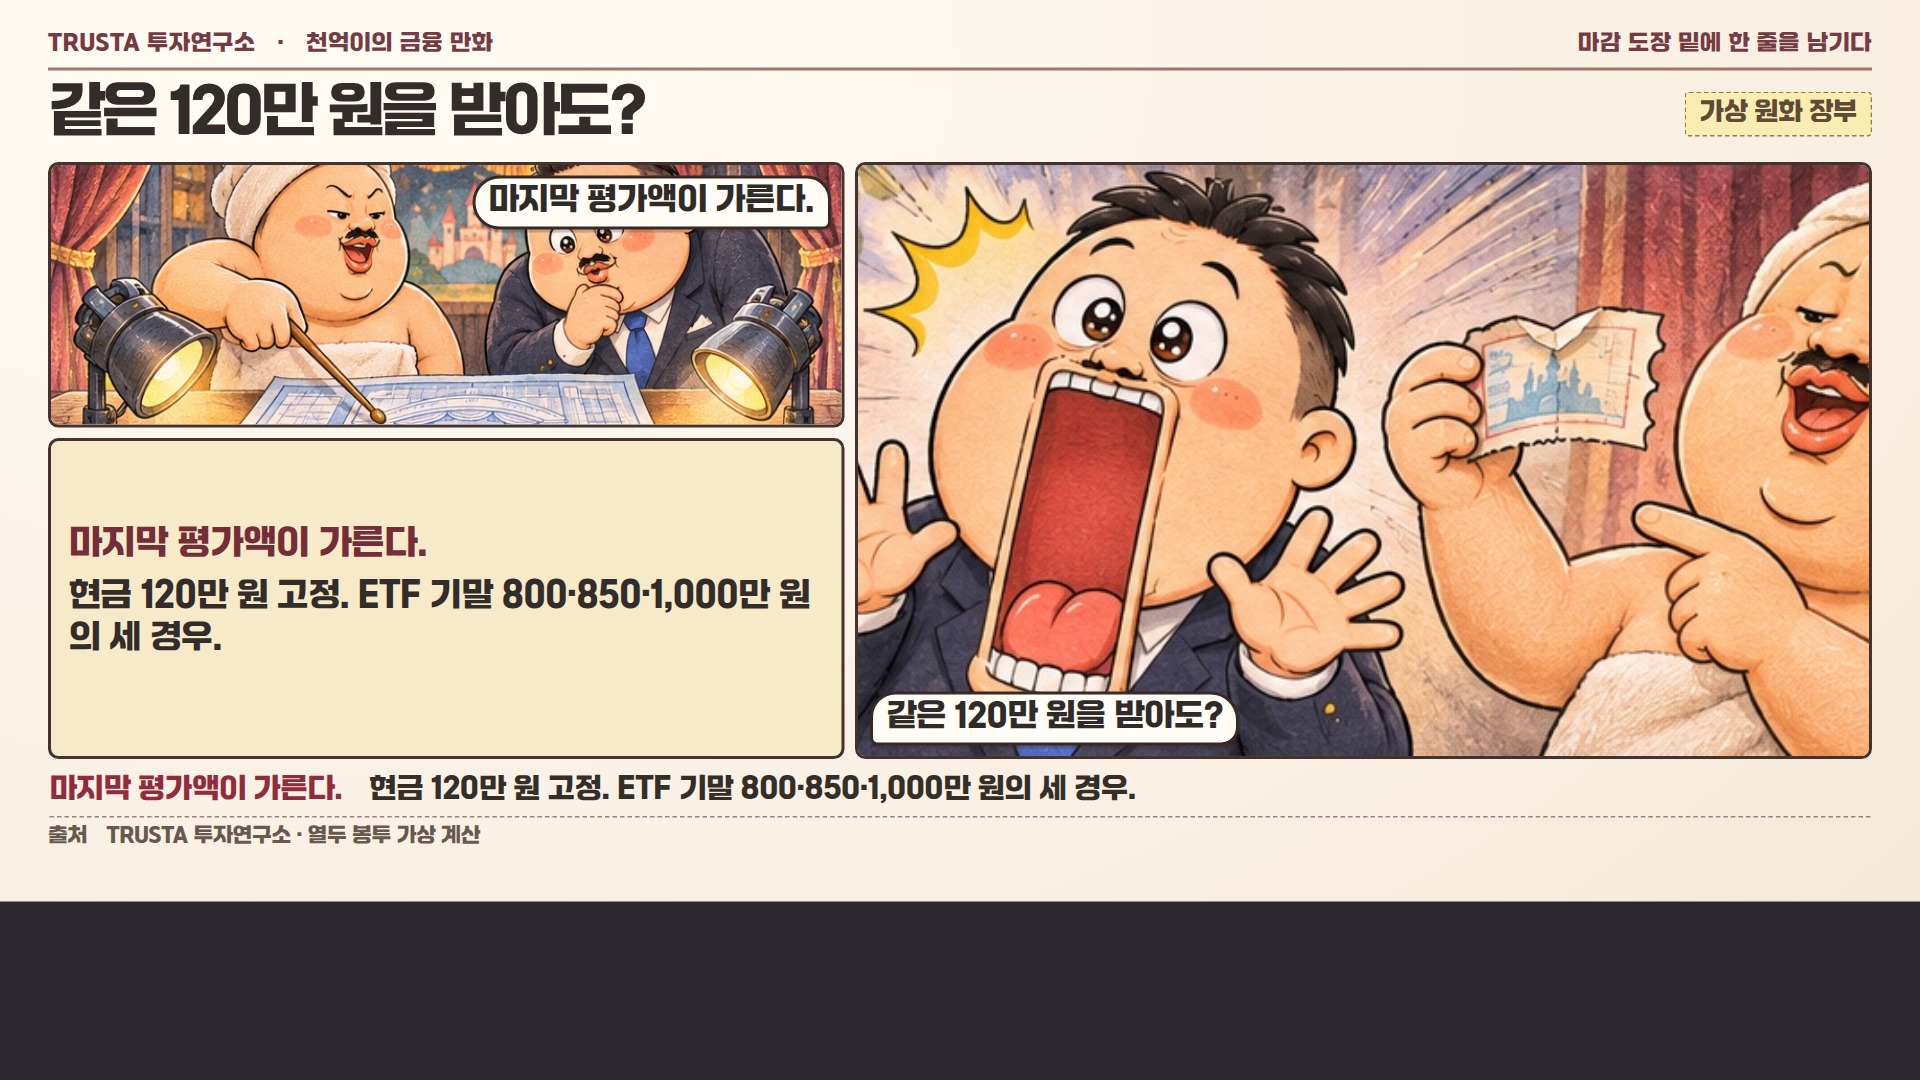 TRUSTA 투자연구소 · 천억이의 금융 만화
마감 도장 밑에 한 줄을 남기다
같은 120만 원을 받아도?
가상 원화 장부
마지막 평가액이 가른다.
마지막 평가액이 가른다.
현금 120만 원 고정. ETF 기말 800·850·1,000만 원
의 세 경우.
같은 120만 원을 받아도?
마지막 평가액이 가른다. 현금 120만 원 고정. ETF 기말 800·850·1,000만 원의 세 경우.
출처 TRUSTA 투자연구소 · 열두 봉투 가상 계산